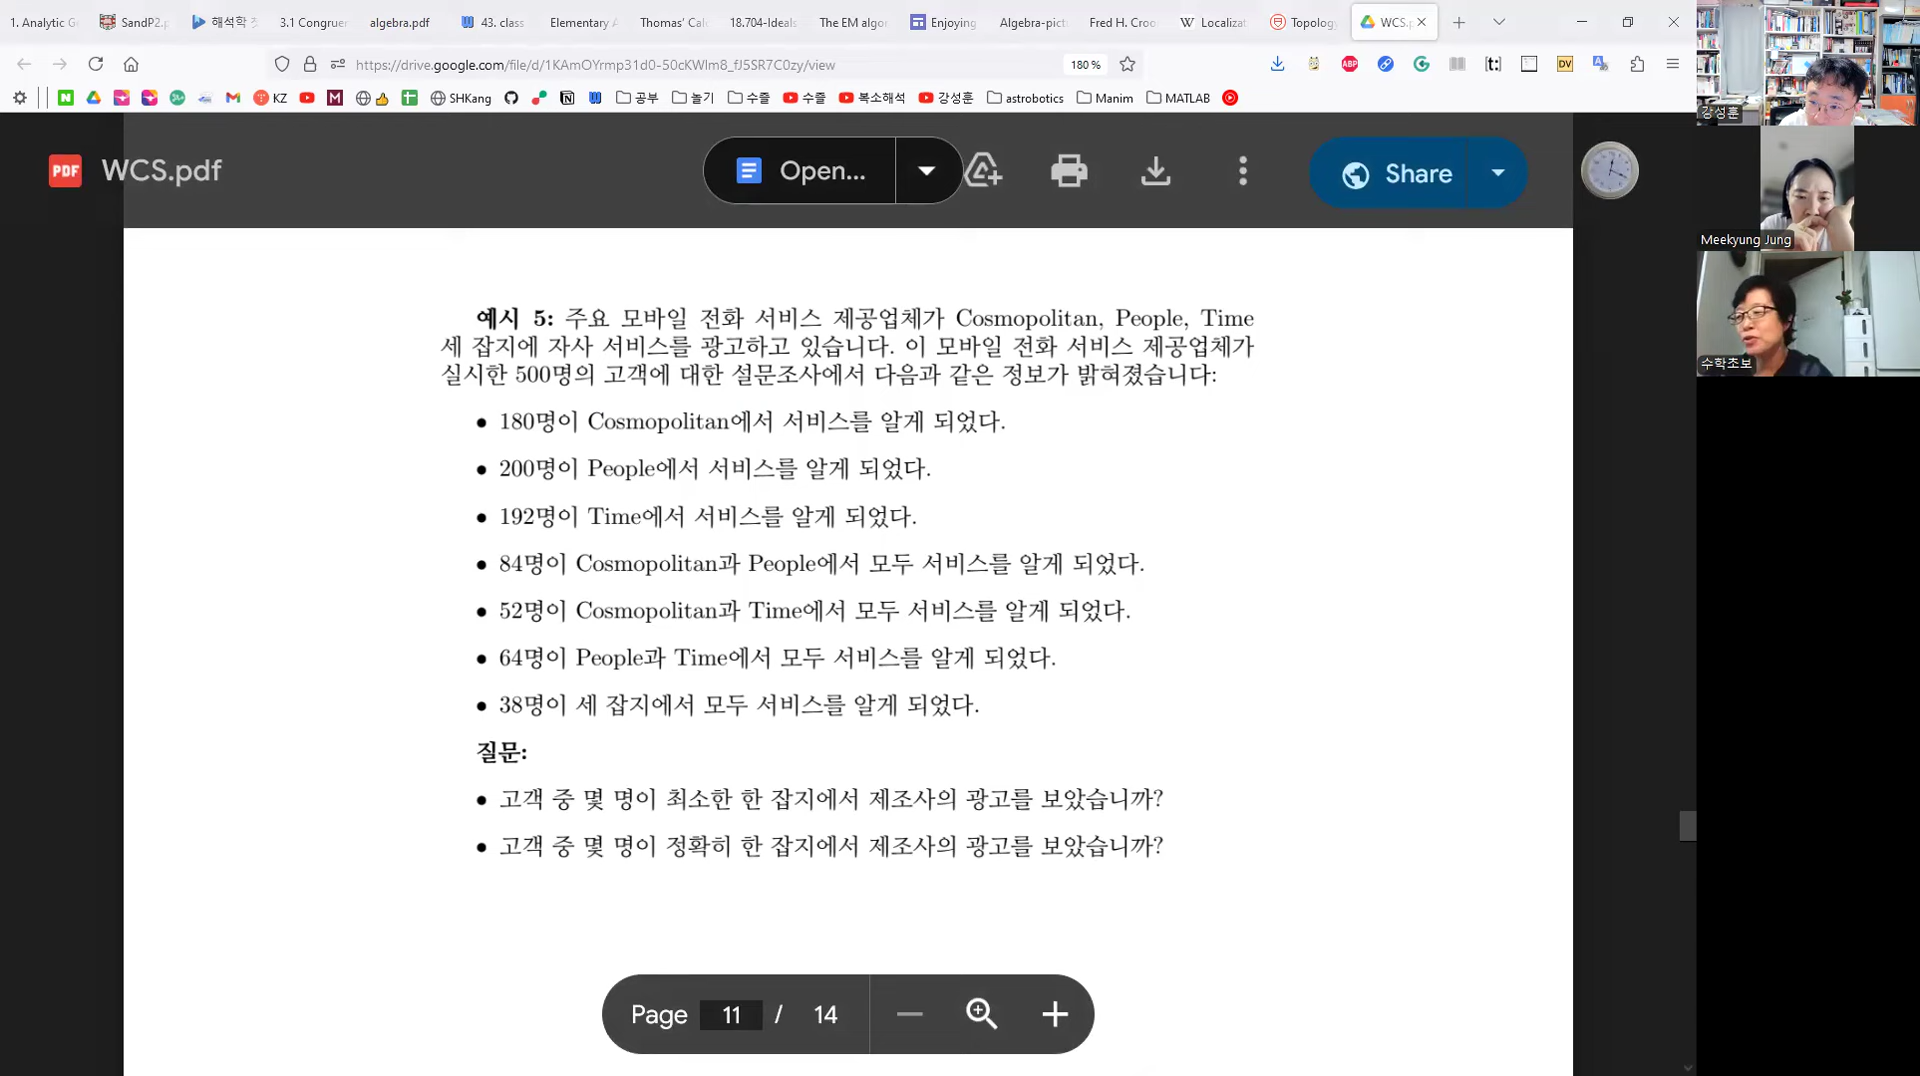 1. Analytic Ge
SandP2.p
해석학 짓
3.1 Congruen
algebra.pdf
43. class
Elementary A
Thomas' Calc
18.704-Ideals
The EM algor
Enjoying
Algebra-pict
Fred H. Croo
Localizat
Topology
WCS.p
https://drive.google.com/file/d/1KAmOYrmp31d0-50cKWlm8_fJ5SR7C0zy/view
180 %
KZ
SHKang
공부
놀기
수줄
수줄
복소해석
강성훈
astrobotics
Manim
MATLAB
PDF
WCS.pdf
Open...
Share
예시 5: 주요 모바일 전화 서비스 제공업체가 Cosmopolitan, People, Time
세 잡지에 자사 서비스를 광고하고 있습니다. 이 모바일 전화 서비스 제공업체가
실시한 500명의 고객에 대한 설문조사에서 다음과 같은 정보가 밝혀졌습니다:
• 180명이 Cosmopolitan에서 서비스를 알게 되었다.
• 200명이 People에서 서비스를 알게 되었다.
• 192명이 Time에서 서비스를 알게 되었다.
• 84명이 Cosmopolitan과 People에서 모두 서비스를 알게 되었다.
• 52명이 Cosmopolitan과 Time에서 모두 서비스를 알게 되었다.
• 64명이 People과 Time에서 모두 서비스를 알게 되었다.
• 38명이 세 잡지에서 모두 서비스를 알게 되었다.
질문:
• 고객 중 몇 명이 최소한 한 잡지에서 제조사의 광고를 보았습니까?
• 고객 중 몇 명이 정확히 한 잡지에서 제조사의 광고를 보았습니까?
Page 11 / 14
강성훈
Meekyung Jung
수학초보